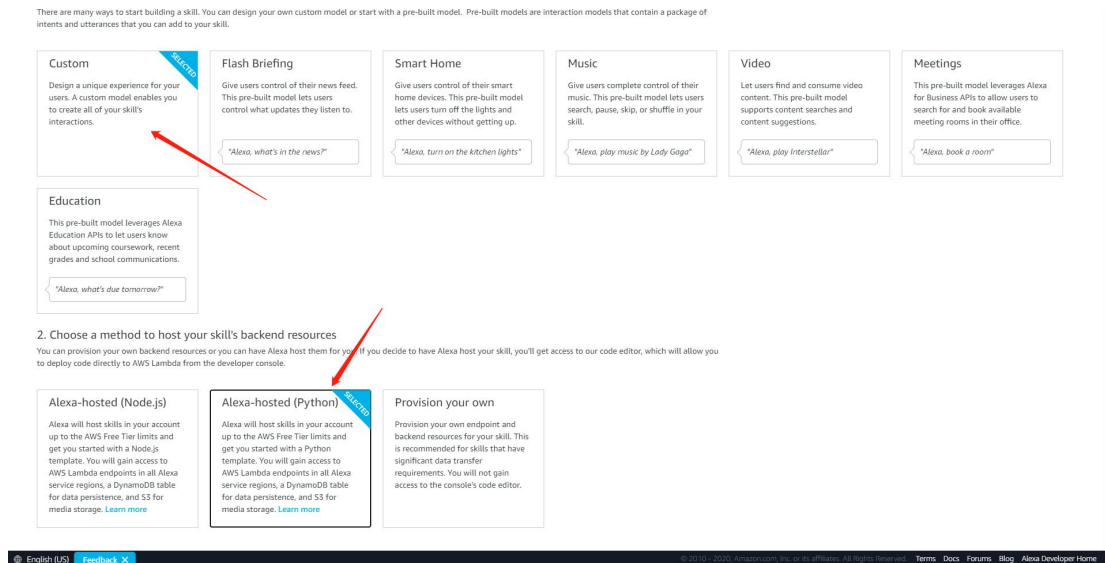 There are many ways to start building a skill. You can design your own custom model or start with a pre-built model. Pre-built models are interaction models that contain a package of
intents and utterances that you can add to your skill.
Custom
SELECTED
Design a unique experience for your
users. A custom model enables you
to create all of your skill's
interactions.
Flash Briefing
Give users control of their news feed.
This pre-built model lets users
control what updates they listen to.
"Alexa, what's in the news?"
Smart Home
Give users control of their smart
home devices. This pre-built model
lets users turn off the lights and
other devices without getting up.
"Alexa, turn on the kitchen lights"
Music
Give users complete control of their
music. This pre-built model lets users
search, pause, skip, or shuffle in your
skill.
"Alexa, play music by Lady Gaga"
Video
Let users find and consume video
content. This pre-built model
supports content searches and
content suggestions.
"Alexa, play Interstellar"
Meetings
This pre-built model leverages Alexa
for Business APIs to allow users to
search for and book available
meeting rooms in their office.
"Alexa, book a room"
Education
This pre-built model leverages Alexa
Education APIs to let users know
about upcoming coursework, recent
grades and school communications.
"Alexa, what's due tomorrow?"
2. Choose a method to host your skill's backend resources
You can provision your own backend resources or you can have Alexa host them for you. If you decide to have Alexa host your skill, you'll get access to our code editor, which will allow you
to deploy code directly to AWS Lambda from the developer console.
Alexa-hosted (Node.js)
Alexa will host skills in your account
up to the AWS Free Tier limits and
get you started with a Node.js
template. You will gain access to
AWS Lambda endpoints in all Alexa
service regions, a DynamoDB table
for data persistence, and S3 for
media storage. Learn more
Alexa-hosted (Python)
SELECTED
Alexa will host skills in your account
up to the AWS Free Tier limits and
get you started with a Python
template. You will gain access to
AWS Lambda endpoints in all Alexa
service regions, a DynamoDB table
for data persistence, and S3 for
media storage. Learn more
Provision your own
Provision your own endpoint and
backend resources for your skill. This
is recommended for skills that have
significant data transfer
requirements. You will not gain
access to the console's code editor.
English (US) Feedback X © 2010 - 2020, Amazon.com, Inc. or its affiliates. All Rights Reserved. Terms Docs Forums Blog Alexa Developer Home